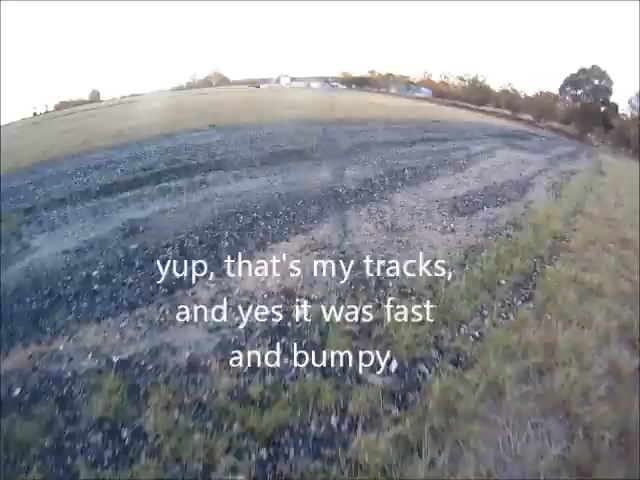 yup, that's my tracks,
and yes it was fast
and bumpy,